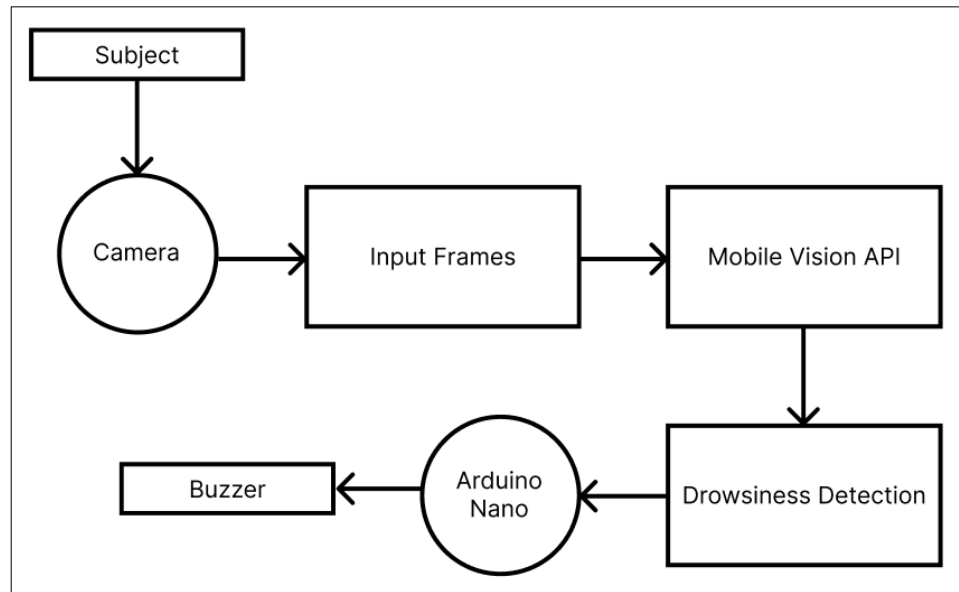 Subject
Camera
Input Frames
Mobile Vision API
Drowsiness Detection
Arduino
Nano
Buzzer